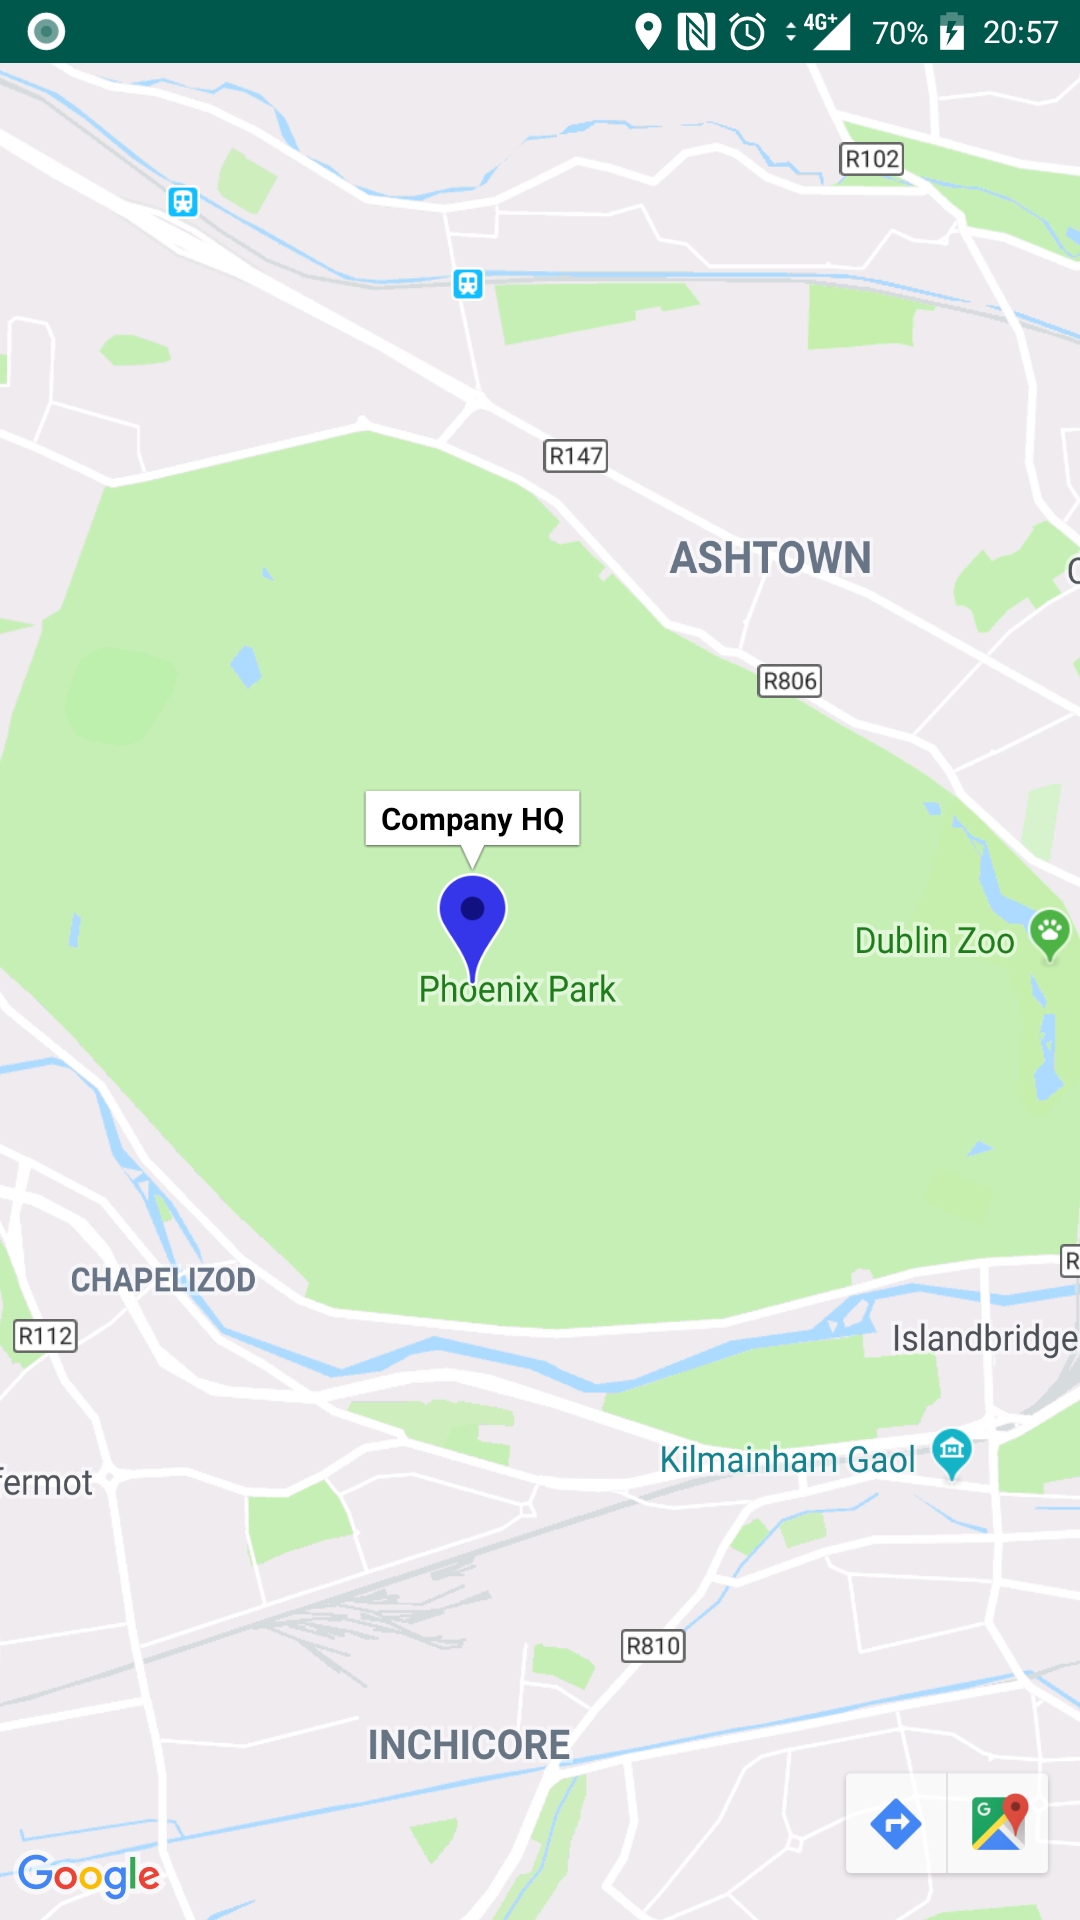 4G+ 70% 20:57
R102
R147
ASHTOWN
R806
Company HQ
Dublin Zoo
Phoenix Park
CHAPELIZOD
R
R112
Islandbridge
Kilmainham Gaol
fermot
R810
INCHICORE
G
Google